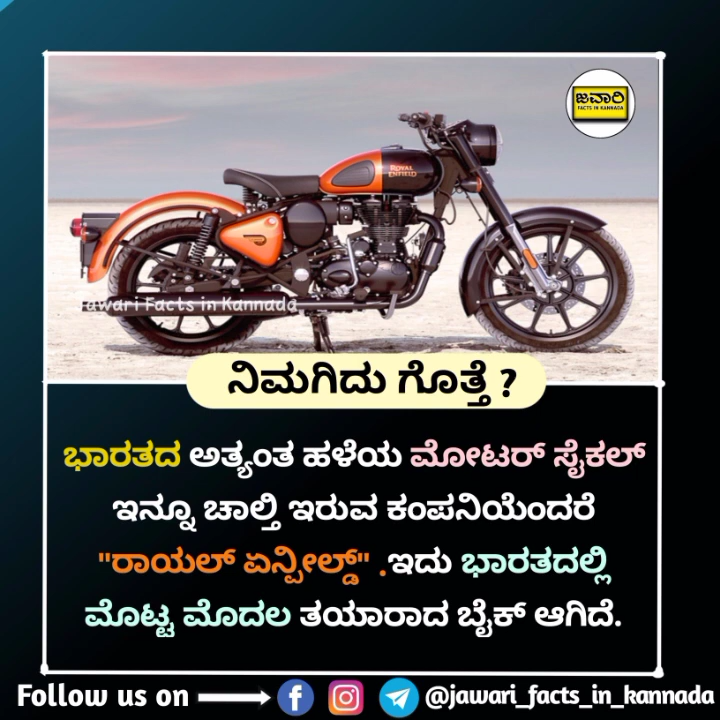 ಜವಾರಿ
FACTS IN KANNADA
ROYAL
ENFIELD
Jawari Facts in Kannada
ನಿಮಗಿದು ಗೊತ್ತೆ ?
ಭಾರತದ ಅತ್ಯಂತ ಹಳೆಯ ಮೋಟರ್ ಸೈಕಲ್
ಇನ್ನೂ ಚಾಲ್ತಿ ಇರುವ ಕಂಪನಿಯೆಂದರೆ
"ರಾಯಲ್ ಏನ್ಪೀಲ್ಡ್" .ಇದು ಭಾರತದಲ್ಲಿ
ಮೊಟ್ಟ ಮೊದಲ ತಯಾರಾದ ಬೈಕ್ ಆಗಿದೆ.
Follow us on @jawari_facts_in_kannada